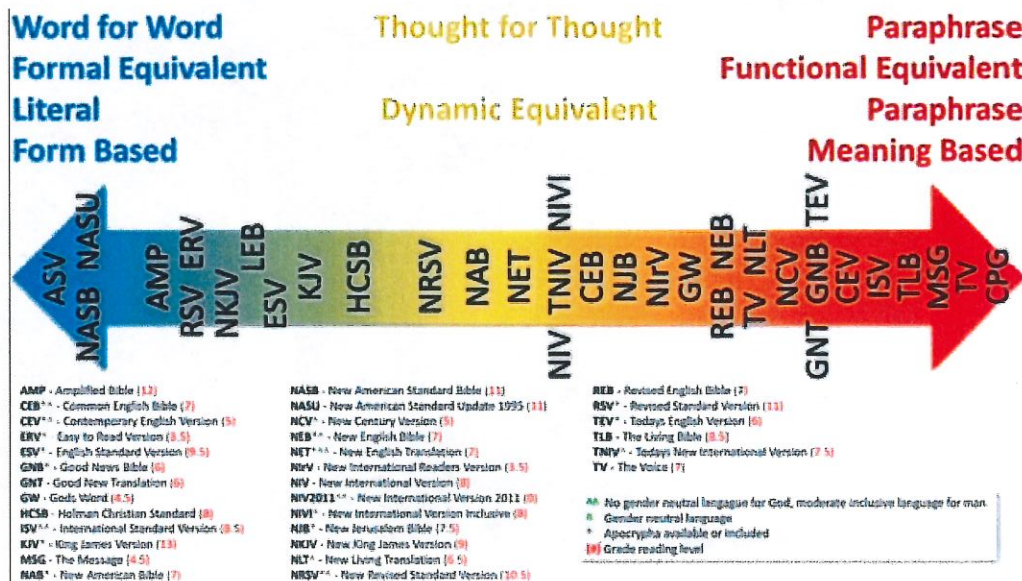 Word for Word
Formal Equivalent
Literal
Form Based
Thought for Thought
Dynamic Equivalent
Paraphrase
Functional Equivalent
Paraphrase
Meaning Based
ASV
NASB
NASU
AMP
RSV
ERV
NKJV
LEB
ESV
KJV
HCSB
NRSV
NAB
NET
NIV
TNIV
NIVI
CEB
NJB
NIrV
GW
REB
NEB
TV
NLT
NCV
GNT
GNB
TEV
CEV
ISV
TLB
MSG
TV
CPG
AMP - Amplified Bible (12)
CEB - Common English Bible (7)
CEV - Contemporary English Version (5)
ERV - Easy to Read Version (3.5)
ESV - English Standard Version (9.5)
GNB - Good News Bible (6)
GNT - Good New Translation (6)
GW - Gods Word (4.5)
HCSB - Holman Christian Standard (8)
ISV - International Standard Version (8.5)
KJV - King James Version (13)
MSG - The Message (4.5)
NAB - New American Bible (7)
NASB - New American Standard Bible (11)
NASU - New American Standard Update 1995 (11)
NCV - New Century Version (5)
NEB - New English Bible (7)
NET - New English Translation (7)
NIrV - New International Readers Version (3.5)
NIV - New International Version (8)
NIV2011 - New International Version 2011 (8)
NIVI - New International Version Inclusive (8)
NJB - New Jerusalem Bible (7.5)
NKJV - New King James Version (9)
NLT - New Living Translation (6.5)
NRSV - New Revised Standard Version (10.5)
REB - Revised English Bible (7)
RSV - Revised Standard Version (11)
TEV - Todays English Version (6)
TLB - The Living Bible (8.5)
TNIV - Todays New International Version (7.5)
TV - The Voice (7)
^^ No gender neutral langague for God, moderate inclusive language for man
^ Gender neutral language
* Apocrypha available or included
(#) Grade reading level